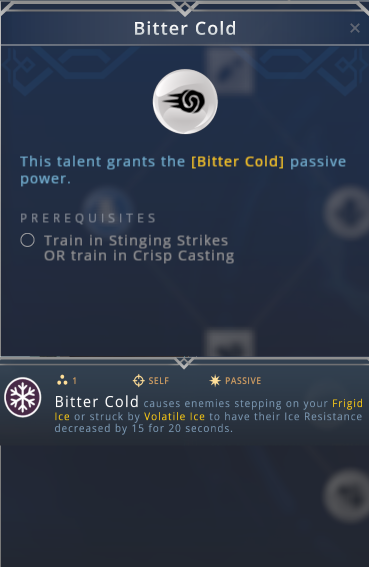 Bitter Cold
This talent grants the [Bitter Cold] passive
power.
PREREQUISITES
Train in Stinging Strikes
OR train in Crisp Casting
1 SELF PASSIVE
Bitter Cold causes enemies stepping on your Frigid
Ice or struck by Volatile Ice to have their Ice Resistance
decreased by 15 for 20 seconds.